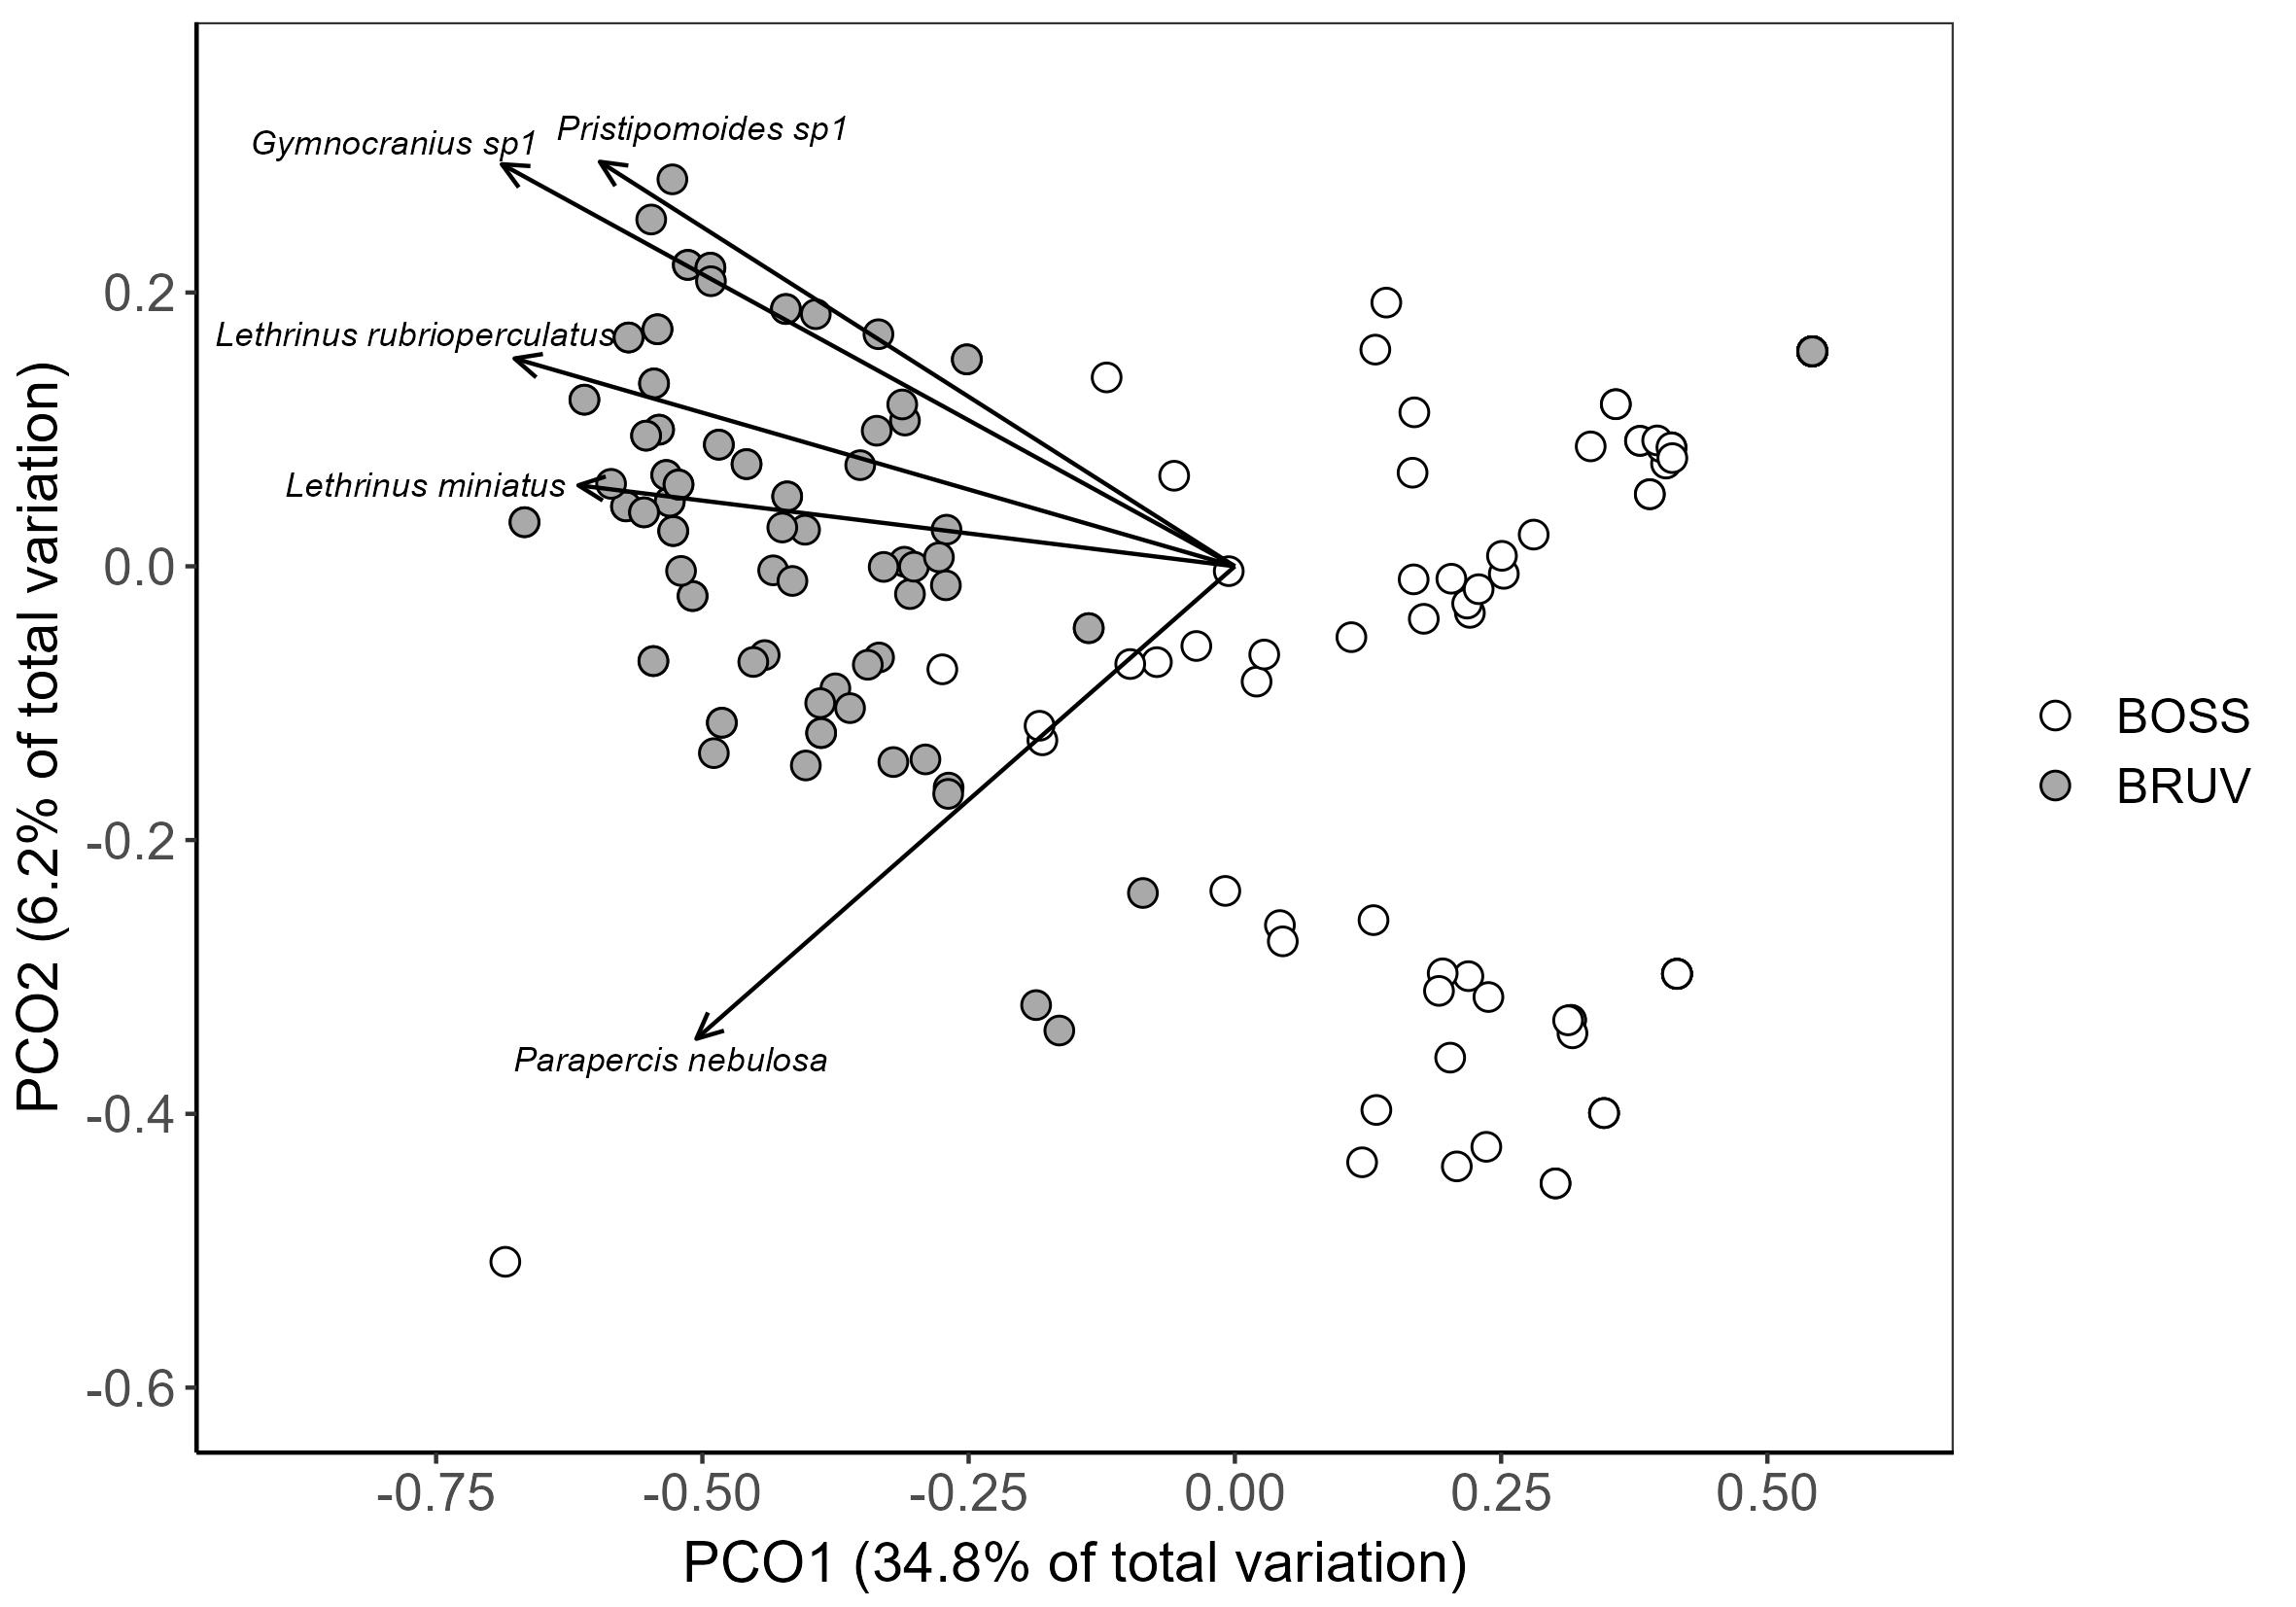 Gymnocranius sp1
Pristipomoides sp1
Lethrinus rubrioperculatus
Lethrinus miniatus
Parapercis nebulosa
PCO2 (6.2% of total variation)
0.2
0.0
-0.2
-0.4
-0.6
-0.75
-0.50
-0.25
0.00
0.25
0.50
PCO1 (34.8% of total variation)
BOSS
BRUV